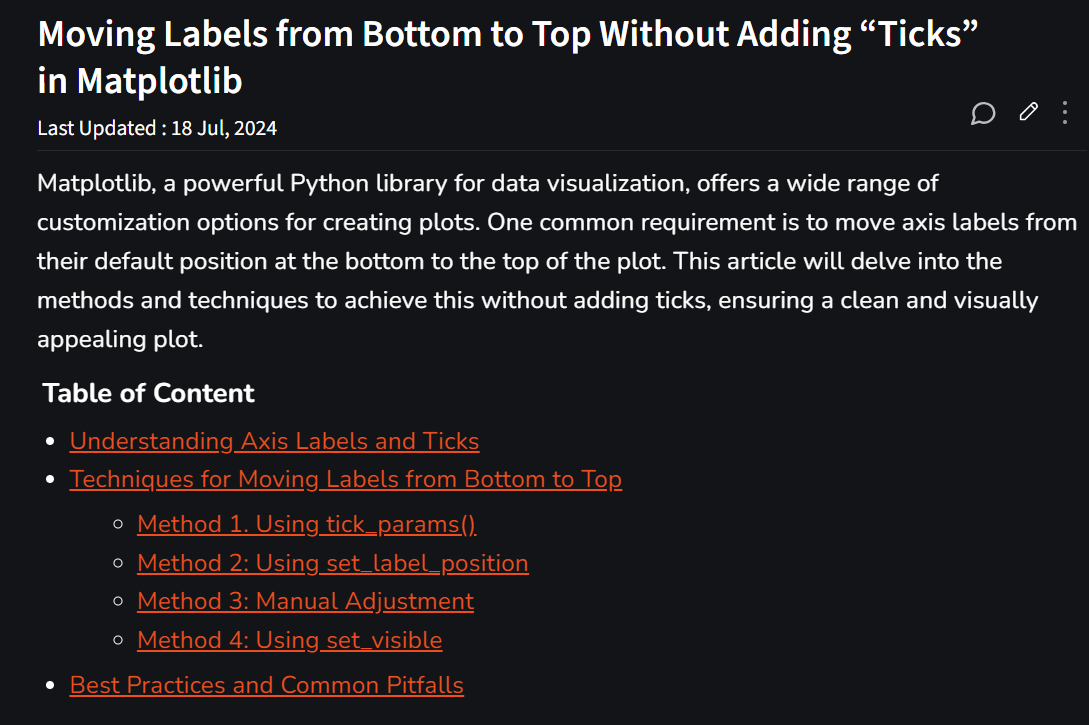 Moving Labels from Bottom to Top Without Adding “Ticks”
in Matplotlib
Last Updated : 18 Jul, 2024
Matplotlib, a powerful Python library for data visualization, offers a wide range of
customization options for creating plots. One common requirement is to move axis labels from
their default position at the bottom to the top of the plot. This article will delve into the
methods and techniques to achieve this without adding ticks, ensuring a clean and visually
appealing plot.
Table of Content
Understanding Axis Labels and Ticks
Techniques for Moving Labels from Bottom to Top
Method 1. Using tick_params()
Method 2: Using set_label_position
Method 3: Manual Adjustment
Method 4: Using set_visible
Best Practices and Common Pitfalls